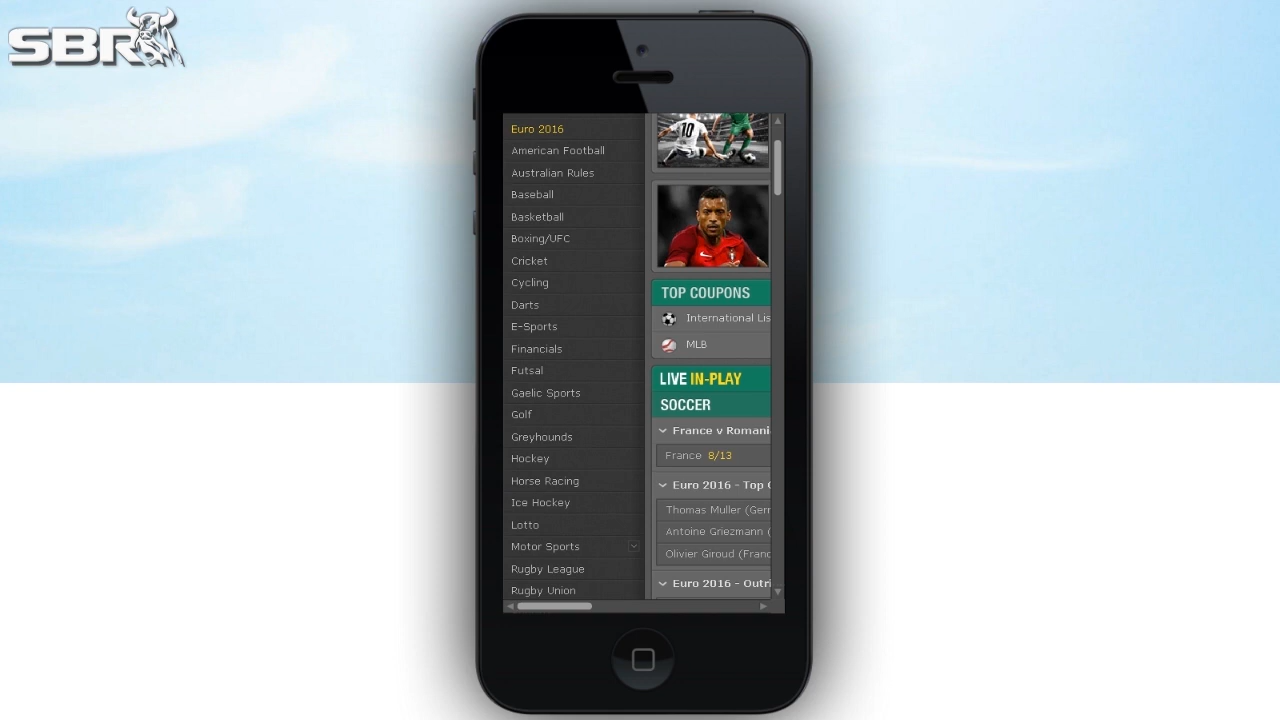 SBR
Euro 2016
American Football
Australian Rules
Baseball
Basketball
Boxing/UFC
Cricket
Cycling
Darts
E-Sports
Financials
Futsal
Gaelic Sports
Golf
Greyhounds
Hockey
Horse Racing
Ice Hockey
Lotto
Motor Sports
Rugby League
Rugby Union
10
TOP COUPONS
International Lis
MLB
LIVE IN-PLAY
SOCCER
France v Romani
France 8/13
Euro 2016 - Top
Thomas Muller (Gerr
Antoine Griezmann (
Olivier Giroud (Franc
Euro 2016 - Outri